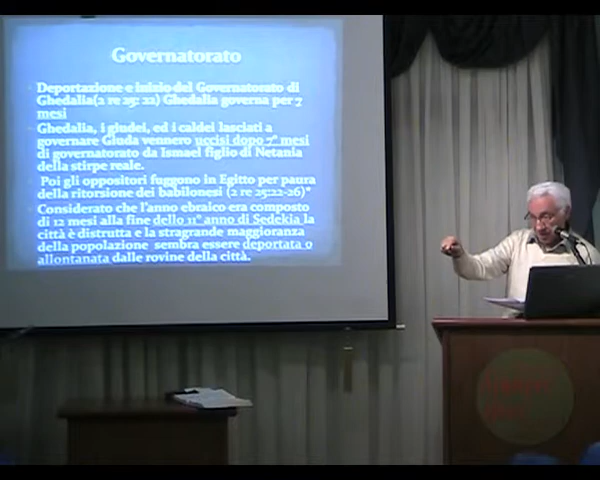 Governatorato
Deportazione e inizio del Governatorato di
Ghedalia(2 re 25: 22) Ghedalia governa per 7
mesi
Ghedalia, i giudei, ed i caldei lasciati a
governare Giuda vennero uccisi dopo 7° mesi
di governatorato da Ismael figlio di Netania
della stirpe reale.
Poi gli oppositori fuggono in Egitto per paura
della ritorsione dei babilonesi (2 re 25:22-26)"
Considerato che l'anno ebraico era composto
di 12 mesi alla fine dello 11° anno di Sedekia la
città è distrutta e la stragrande maggioranza
della popolazione sembra essere deportata o
allontanata dalle rovine della città.